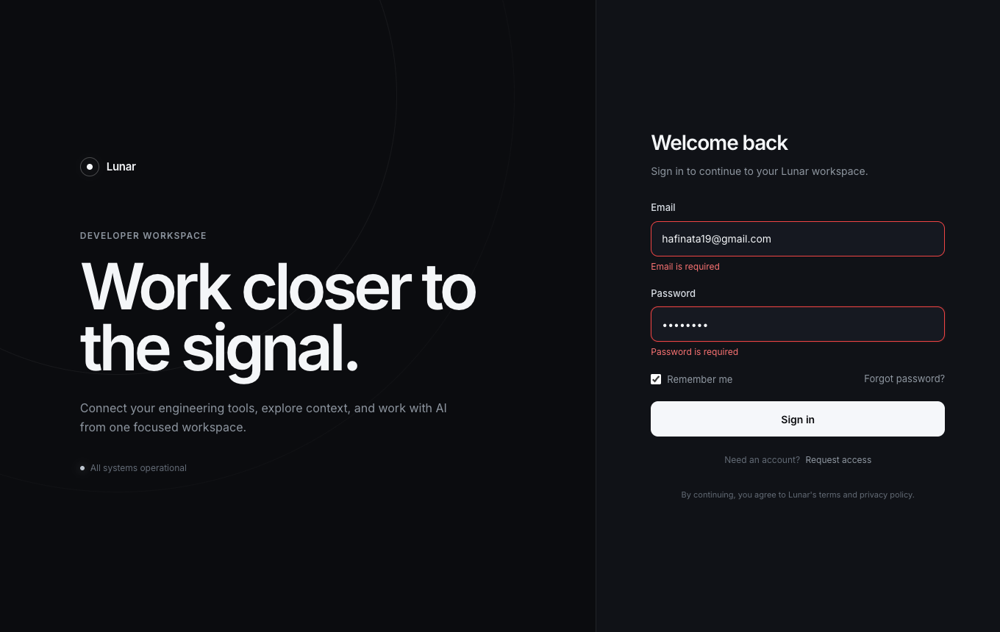 Lunar
DEVELOPER WORKSPACE
Work closer to
the signal.
Connect your engineering tools, explore context, and work with AI
from one focused workspace.
All systems operational
Welcome back
Sign in to continue to your Lunar workspace.
Email
hafinata19@gmail.com
Email is required
Password
••••••••
Password is required
Remember me
Forgot password?
Sign in
Need an account? Request access
By continuing, you agree to Lunar's terms and privacy policy.